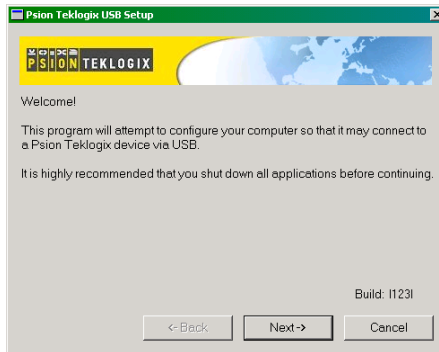 Psion Teklogix USB Setup
PSION TEKLOGIX
Welcome!
This program will attempt to configure your computer so that it may connect to
a Psion Teklogix device via USB.
It is highly recommended that you shut down all applications before continuing.
Build: I123I
<- Back
Next ->
Cancel